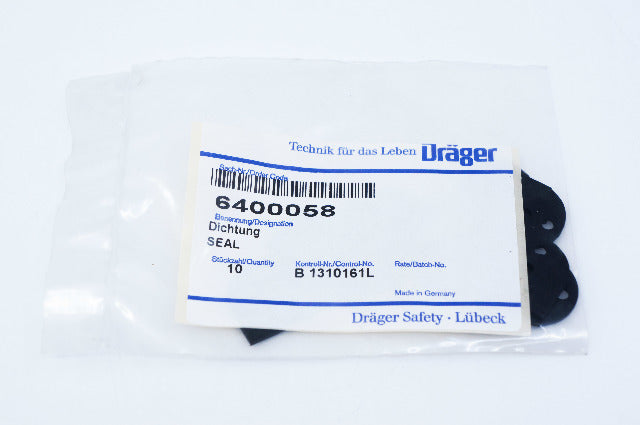 Technik für das Leben Dräger
Sach-Nr./Order Code
6400058
Benennung/Designation
Dichtung
SEAL
Stückzahl/Quantity Kontroll-Nr./Control-No. Rate/Batch-No.
10 B 1310161L
Made in Germany
Dräger Safety · Lübeck